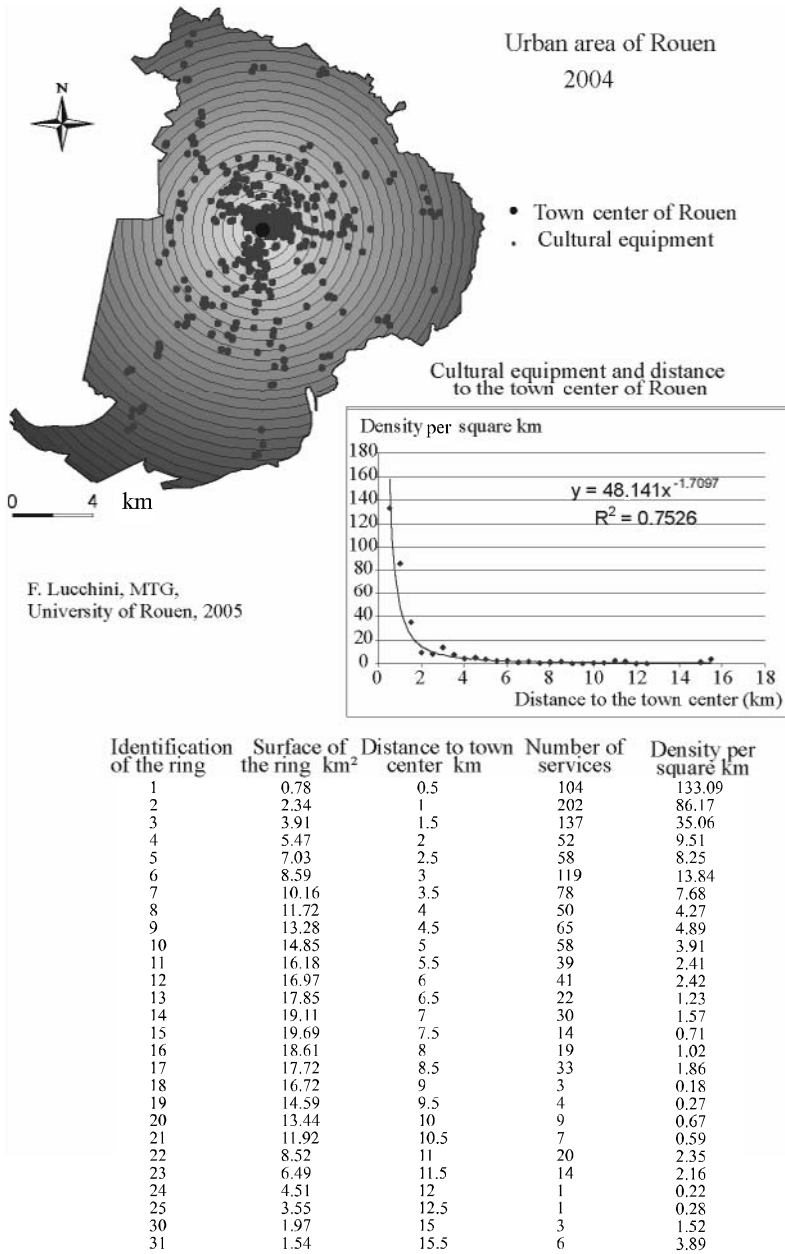 Urban area of Rouen
2004
N
Town center of Rouen
Cultural equipment
0 4 km
F. Lucchini, MTG,
University of Rouen, 2005
Cultural equipment and distance
to the town center of Rouen
Density per square km
y = 48.141x^-1.7097
R² = 0.7526
180
160
140
120
100
80
60
40
20
0
0 2 4 6 8 10 12 14 16 18
Distance to the town center (km)
Identification of the ring Surface of the ring km² Distance to town center km Number of services Density per square km
1 0.78 0.5 104 133.09
2 2.34 1 202 86.17
3 3.91 1.5 137 35.06
4 5.47 2 52 9.51
5 7.03 2.5 58 8.25
6 8.59 3 119 13.84
7 10.16 3.5 78 7.68
8 11.72 4 50 4.27
9 13.28 4.5 65 4.89
10 14.85 5 58 3.91
11 16.18 5.5 39 2.41
12 16.97 6 41 2.42
13 17.85 6.5 22 1.23
14 19.11 7 30 1.57
15 19.69 7.5 14 0.71
16 18.61 8 19 1.02
17 17.72 8.5 33 1.86
18 16.72 9 3 0.18
19 14.59 9.5 4 0.27
20 13.44 10 9 0.67
21 11.92 10.5 7 0.59
22 8.52 11 20 2.35
23 6.49 11.5 14 2.16
24 4.51 12 1 0.22
25 3.55 12.5 1 0.28
30 1.97 15 3 1.52
31 1.54 15.5 6 3.89